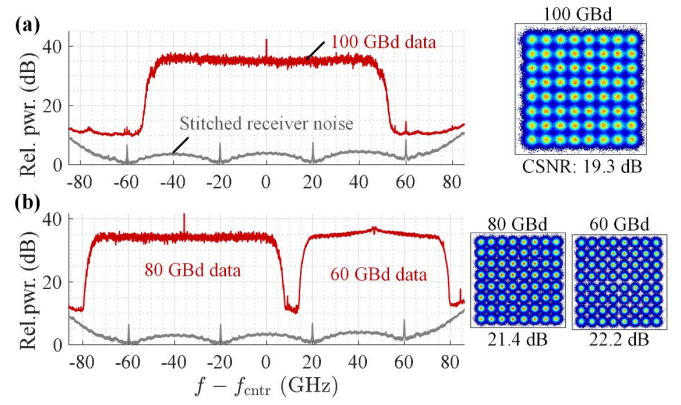 (a)
Rel. pwr. (dB)
40
20
0
100 GBd data
Stitched receiver noise
-80 -60 -40 -20 0 20 40 60 80
100 GBd
CSNR: 19.3 dB
(b)
Rel.pwr. (dB)
40
20
0
80 GBd data
60 GBd data
-80 -60 -40 -20 0 20 40 60 80
f − fcntr (GHz)
80 GBd
60 GBd
21.4 dB
22.2 dB